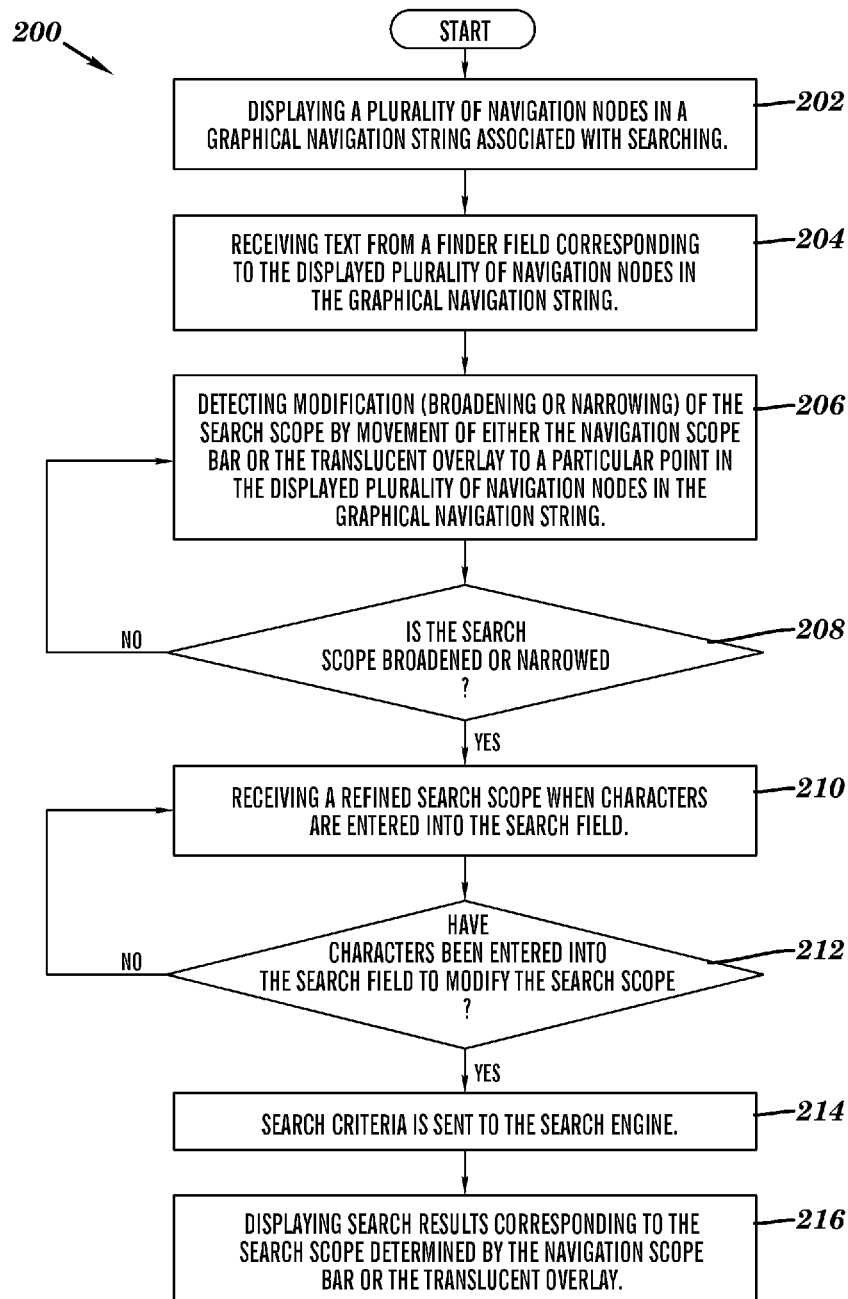 200
START
DISPLAYING A PLURALITY OF NAVIGATION NODES IN A
GRAPHICAL NAVIGATION STRING ASSOCIATED WITH SEARCHING.
202
RECEIVING TEXT FROM A FINDER FIELD CORRESPONDING
TO THE DISPLAYED PLURALITY OF NAVIGATION NODES IN
THE GRAPHICAL NAVIGATION STRING.
204
DETECTING MODIFICATION (BROADENING OR NARROWING) OF THE
SEARCH SCOPE BY MOVEMENT OF EITHER THE NAVIGATION SCOPE
BAR OR THE TRANSLUCENT OVERLAY TO A PARTICULAR POINT IN
THE DISPLAYED PLURALITY OF NAVIGATION NODES IN THE
GRAPHICAL NAVIGATION STRING.
206
IS THE SEARCH
SCOPE BROADENED OR NARROWED
?
208
NO
YES
RECEIVING A REFINED SEARCH SCOPE WHEN CHARACTERS
ARE ENTERED INTO THE SEARCH FIELD.
210
HAVE
CHARACTERS BEEN ENTERED INTO
THE SEARCH FIELD TO MODIFY THE SEARCH SCOPE
?
212
NO
YES
SEARCH CRITERIA IS SENT TO THE SEARCH ENGINE.
214
DISPLAYING SEARCH RESULTS CORRESPONDING TO THE
SEARCH SCOPE DETERMINED BY THE NAVIGATION SCOPE
BAR OR THE TRANSLUCENT OVERLAY.
216